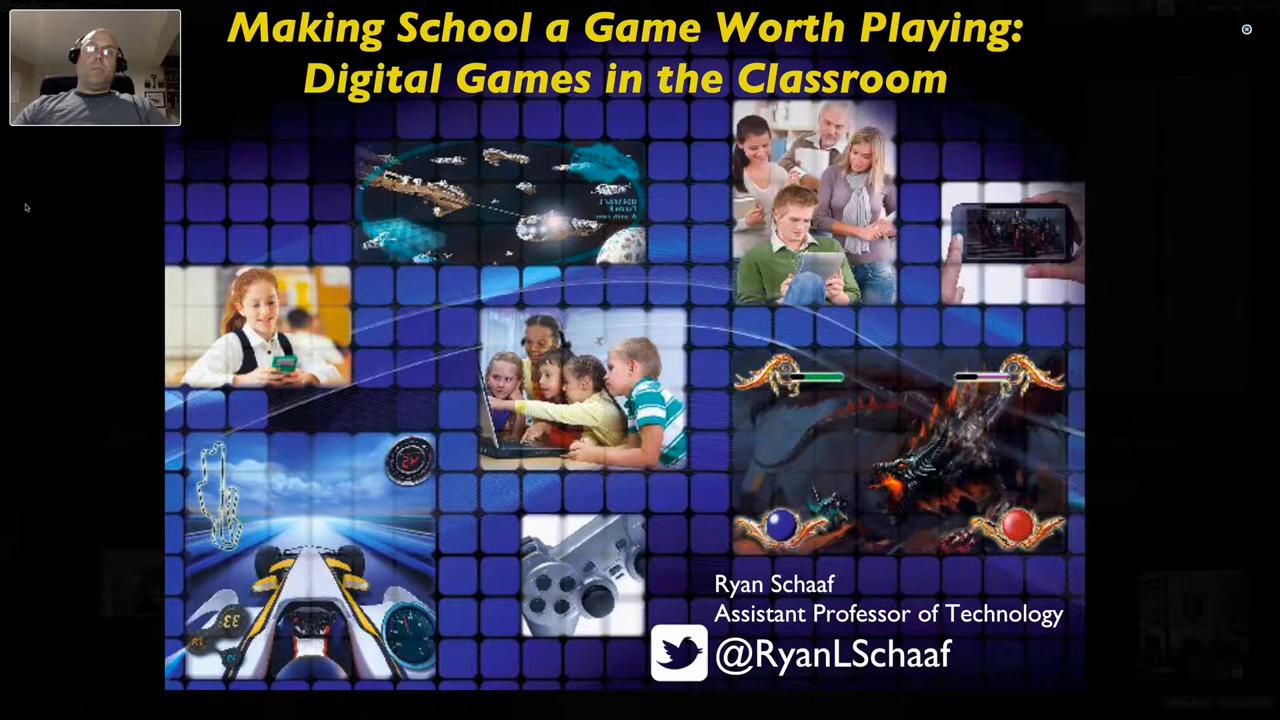 Making School a Game Worth Playing:
Digital Games in the Classroom
Ryan Schaaf
Assistant Professor of Technology
@RyanLSchaaf